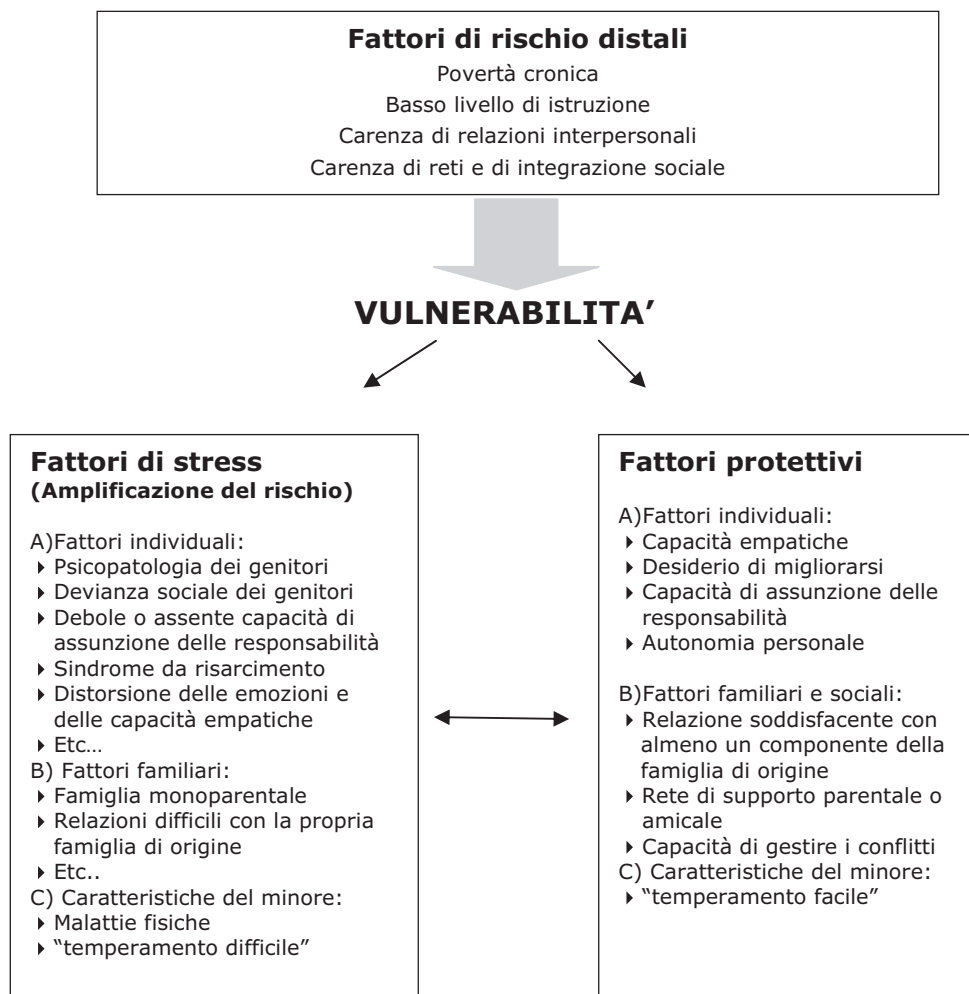 Fattori di rischio distali
Povertà cronica
Basso livello di istruzione
Carenza di relazioni interpersonali
Carenza di reti e di integrazione sociale
VULNERABILITA’
Fattori di stress
(Amplificazione del rischio)
A)Fattori individuali:
Psicopatologia dei genitori
Devianza sociale dei genitori
Debole o assente capacità di
assunzione delle responsabilità
Sindrome da risarcimento
Distorsione delle emozioni e
delle capacità empatiche
Etc…
B) Fattori familiari:
Famiglia monoparentale
Relazioni difficili con la propria
famiglia di origine
Etc..
C) Caratteristiche del minore:
Malattie fisiche
“temperamento difficile”
Fattori protettivi
A)Fattori individuali:
Capacità empatiche
Desiderio di migliorarsi
Capacità di assunzione delle
responsabilità
Autonomia personale
B)Fattori familiari e sociali:
Relazione soddisfacente con
almeno un componente della
famiglia di origine
Rete di supporto parentale o
amicale
Capacità di gestire i conflitti
C) Caratteristiche del minore:
“temperamento facile”